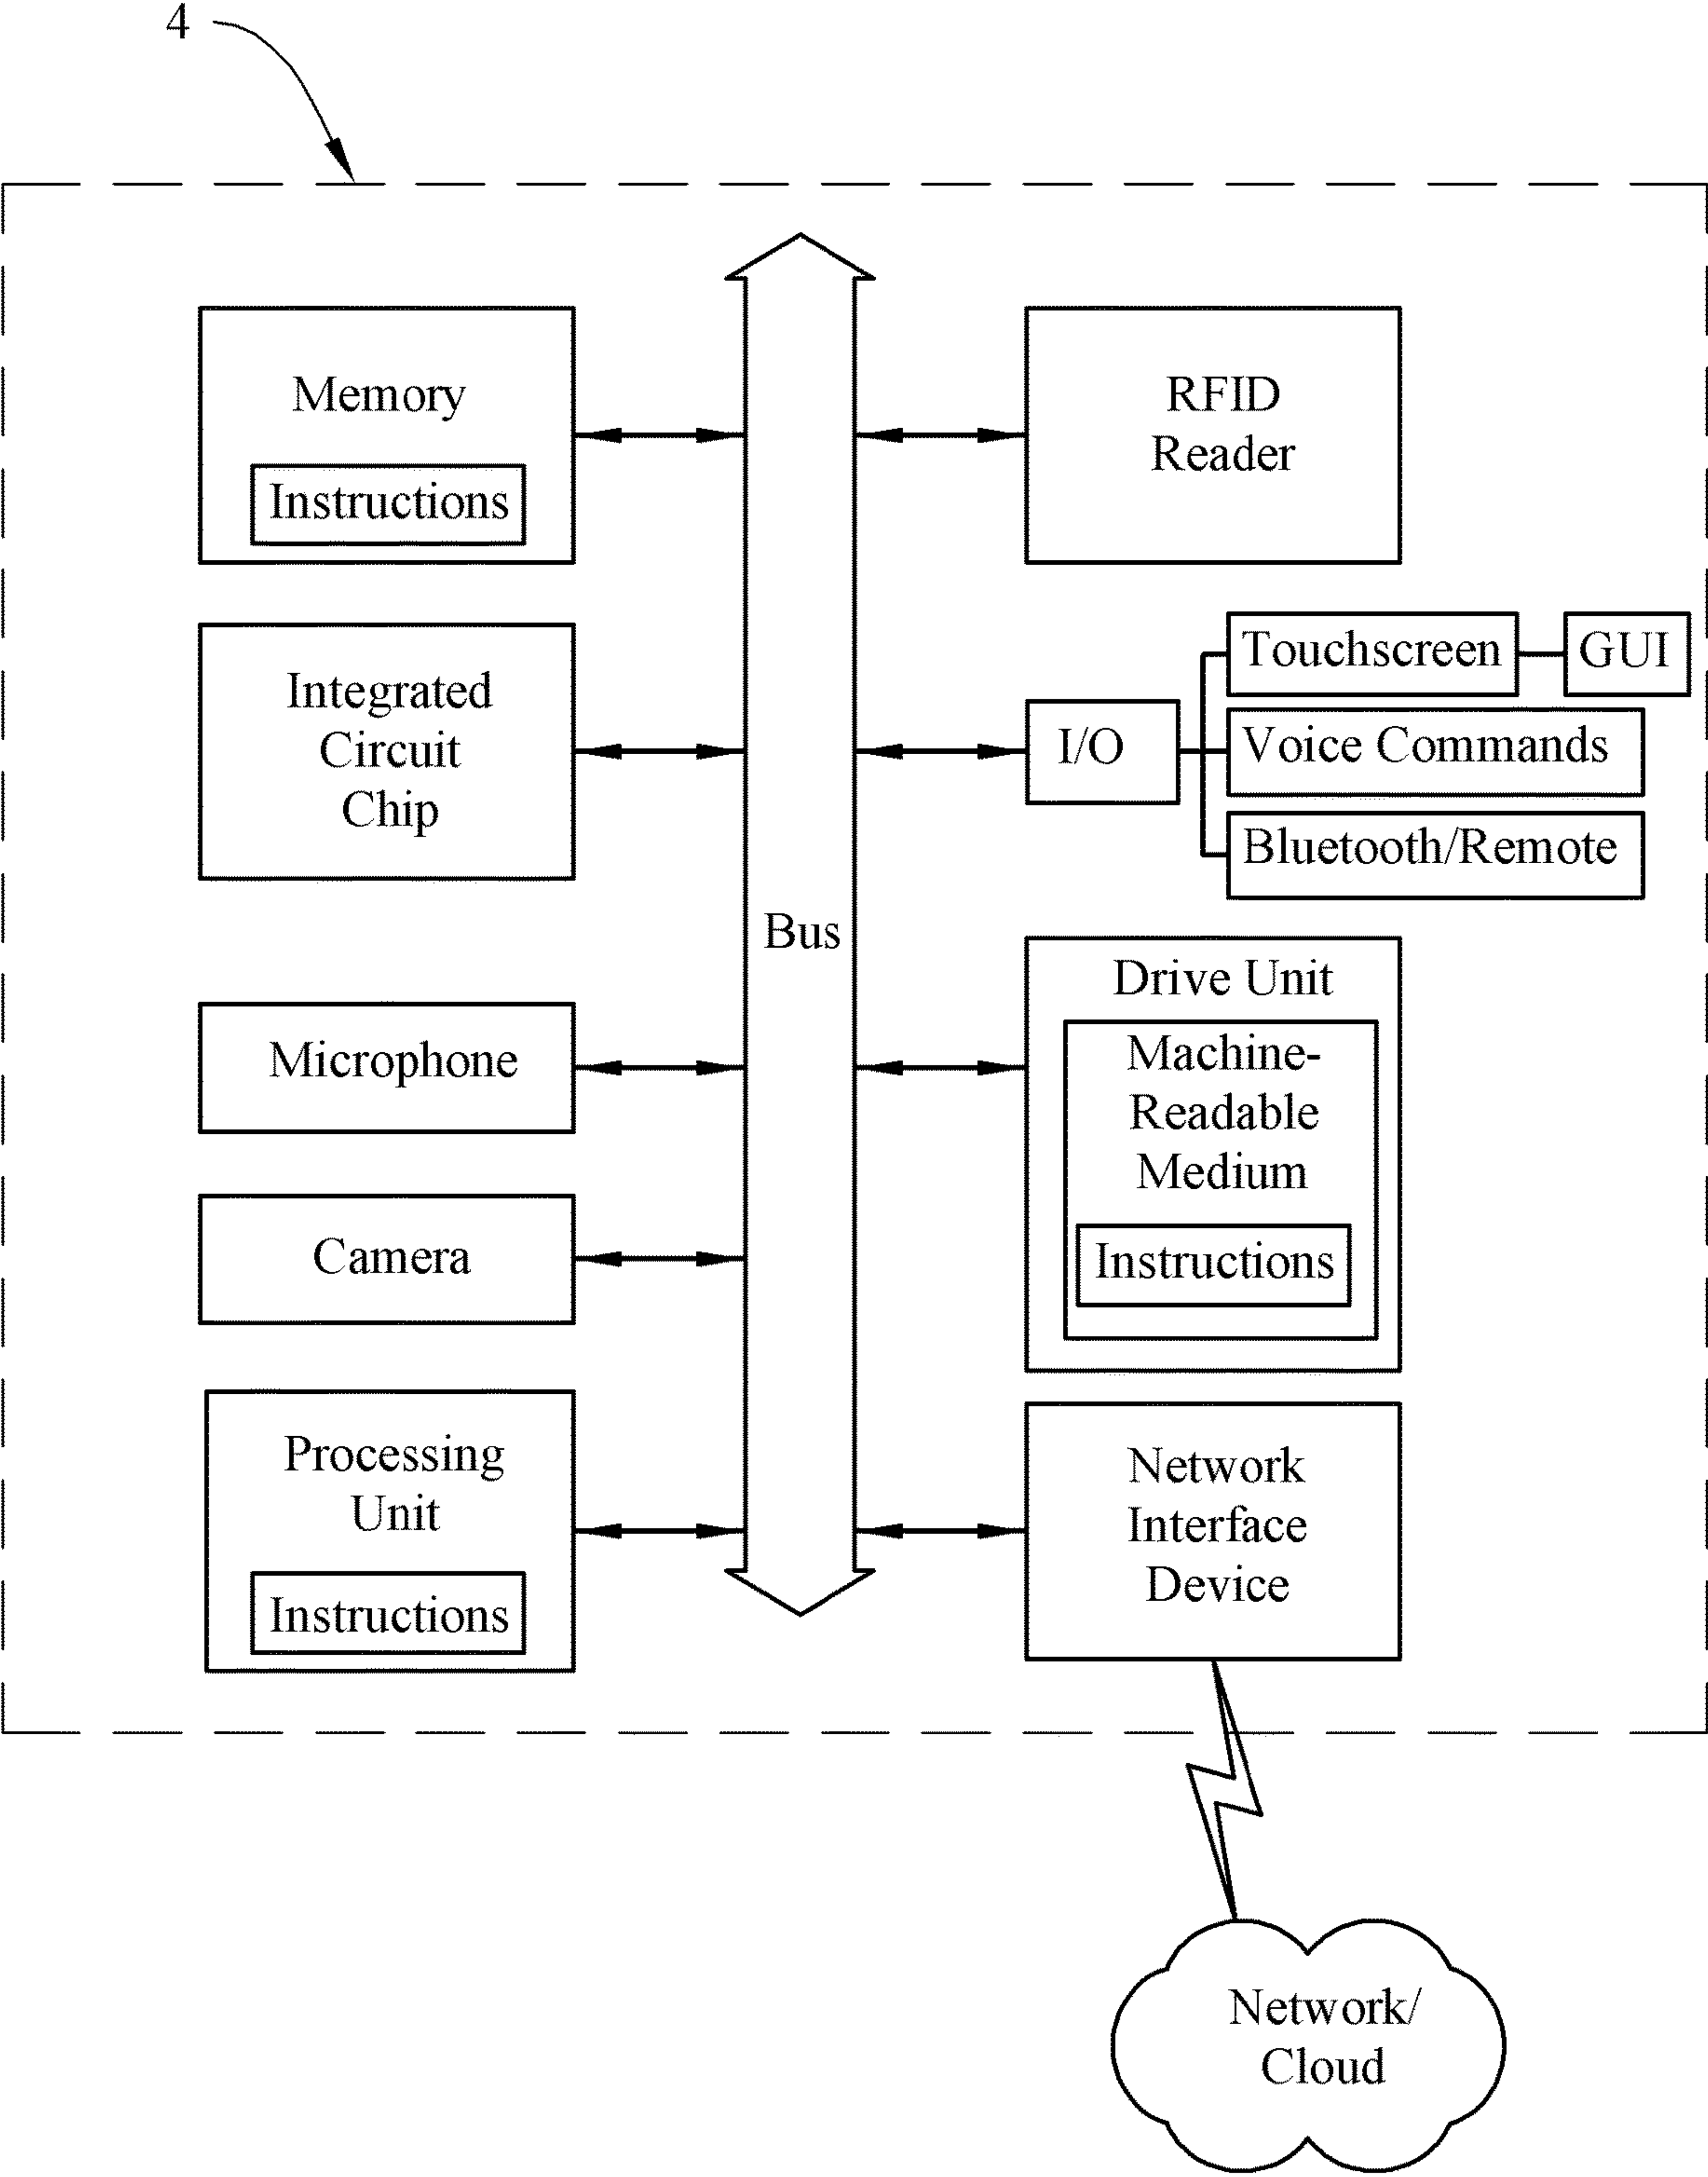 4
Memory
Instructions
RFID
Reader
Integrated
Circuit
Chip
I/O
Touchscreen
GUI
Voice Commands
Bluetooth/Remote
Bus
Microphone
Drive Unit
Machine-
Readable
Medium
Instructions
Camera
Processing
Unit
Instructions
Network
Interface
Device
Network/
Cloud